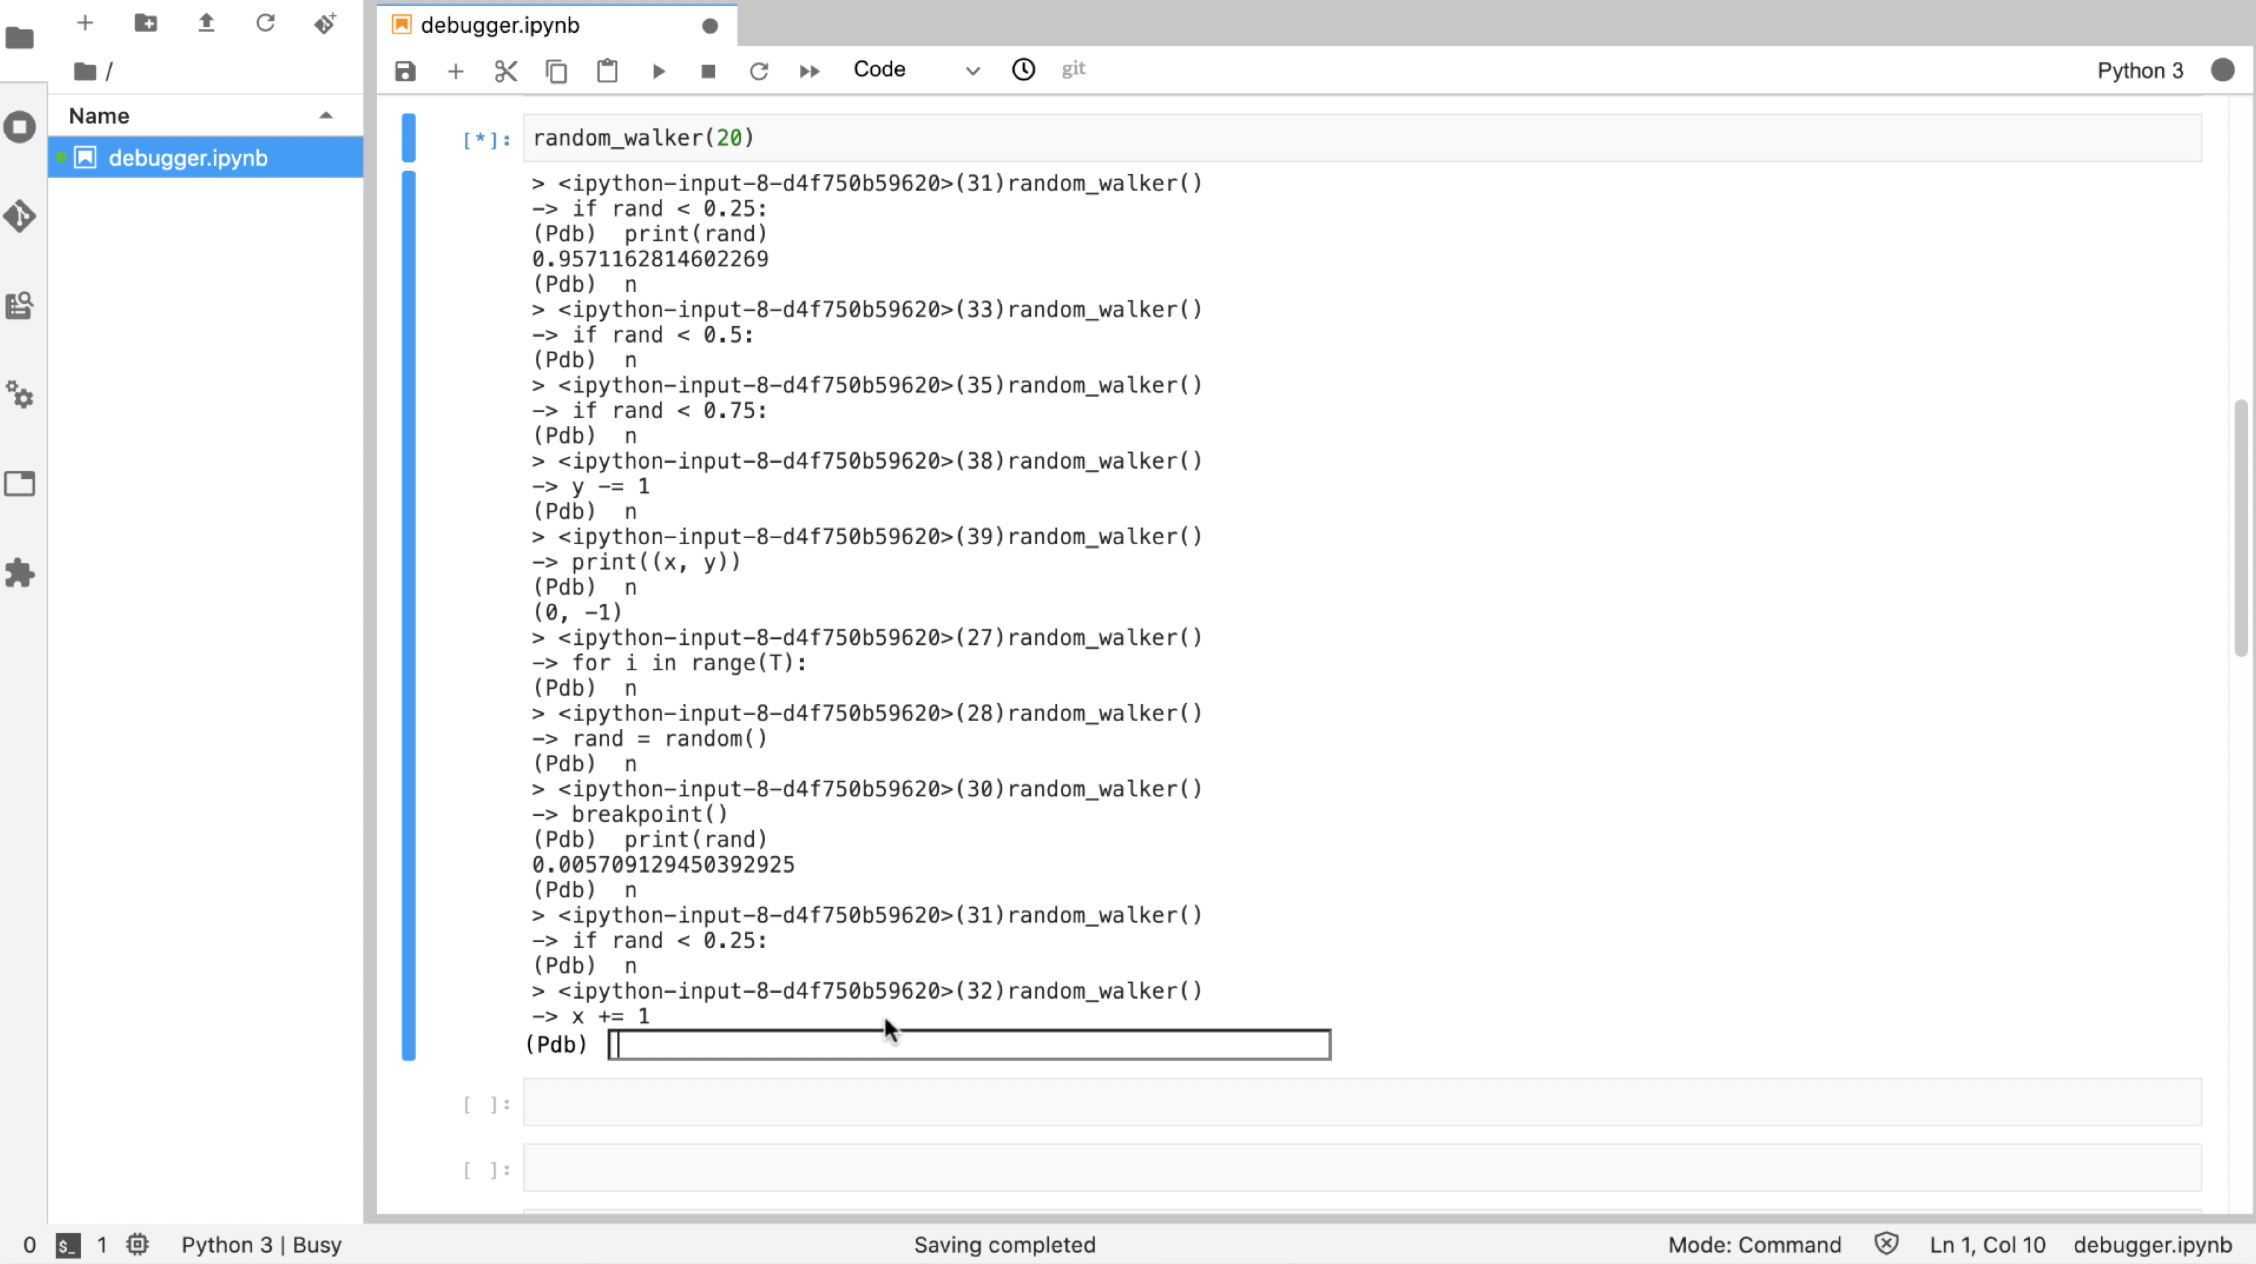 debugger.ipynb
/
Code
git
Python 3
Name
debugger.ipynb
[*]: random_walker(20)
> <ipython-input-8-d4f750b59620>(31)random_walker()
-> if rand < 0.25:
(Pdb)  print(rand)
0.9571162814602269
(Pdb)  n
> <ipython-input-8-d4f750b59620>(33)random_walker()
-> if rand < 0.5:
(Pdb)  n
> <ipython-input-8-d4f750b59620>(35)random_walker()
-> if rand < 0.75:
(Pdb)  n
> <ipython-input-8-d4f750b59620>(38)random_walker()
-> y -= 1
(Pdb)  n
> <ipython-input-8-d4f750b59620>(39)random_walker()
-> print((x, y))
(Pdb)  n
(0, -1)
> <ipython-input-8-d4f750b59620>(27)random_walker()
-> for i in range(T):
(Pdb)  n
> <ipython-input-8-d4f750b59620>(28)random_walker()
-> rand = random()
(Pdb)  n
> <ipython-input-8-d4f750b59620>(30)random_walker()
-> breakpoint()
(Pdb)  print(rand)
0.005709129450392925
(Pdb)  n
> <ipython-input-8-d4f750b59620>(31)random_walker()
-> if rand < 0.25:
(Pdb)  n
> <ipython-input-8-d4f750b59620>(32)random_walker()
-> x += 1
(Pdb)
[ ]:
[ ]:
0 $_ 1 Python 3 | Busy Saving completed Mode: Command Ln 1, Col 10 debugger.ipynb